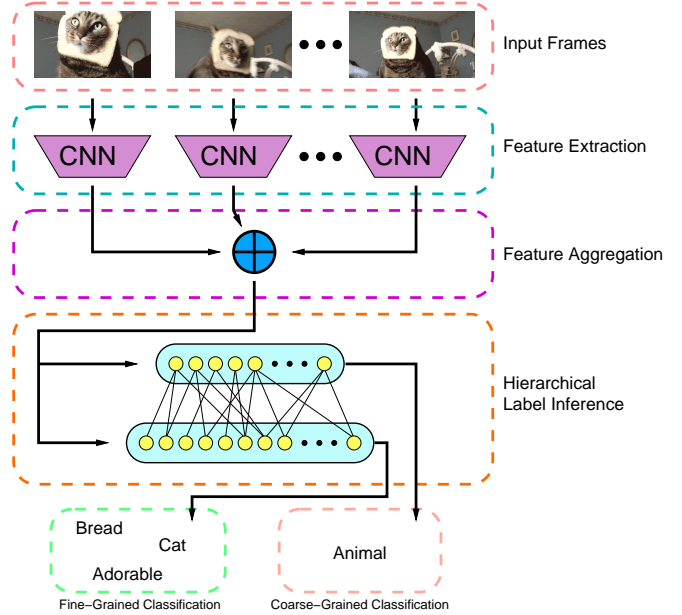 Input Frames
CNN
CNN
CNN
Feature Extraction
Feature Aggregation
Hierarchical
Label Inference
Bread
Cat
Adorable
Animal
Fine−Grained Classification
Coarse−Grained Classification